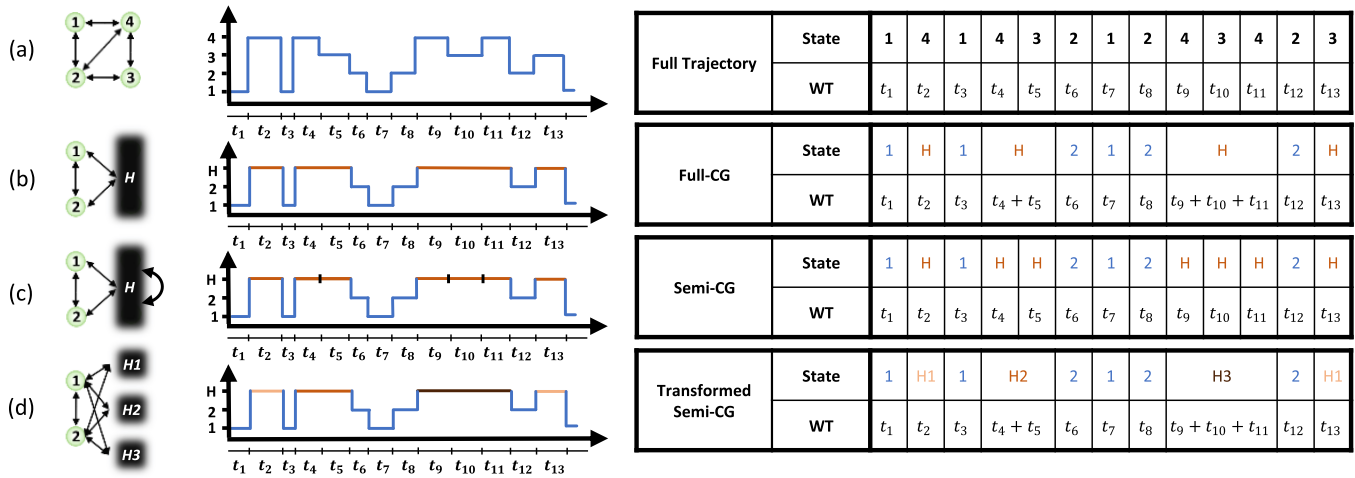 (a)
1 4
2 3
4
3
2
1
t₁ t₂ t₃ t₄ t₅ t₆ t₇ t₈ t₉ t₁₀ t₁₁ t₁₂ t₁₃
Full Trajectory
State 1 4 1 4 3 2 1 2 4 3 4 2 3
WT t₁ t₂ t₃ t₄ t₅ t₆ t₇ t₈ t₉ t₁₀ t₁₁ t₁₂ t₁₃
(b)
1
H
2
H
2
1
t₁ t₂ t₃ t₄ t₅ t₆ t₇ t₈ t₉ t₁₀ t₁₁ t₁₂ t₁₃
Full-CG
State 1 H 1 H 2 1 2 H 2 H
WT t₁ t₂ t₃ t₄ + t₅ t₆ t₇ t₈ t₉ + t₁₀ + t₁₁ t₁₂ t₁₃
(c)
1
H
2
H
2
1
t₁ t₂ t₃ t₄ t₅ t₆ t₇ t₈ t₉ t₁₀ t₁₁ t₁₂ t₁₃
Semi-CG
State 1 H 1 H H 2 1 2 H H H 2 H
WT t₁ t₂ t₃ t₄ t₅ t₆ t₇ t₈ t₉ t₁₀ t₁₁ t₁₂ t₁₃
(d)
H1
1
H2
2
H3
H
2
1
t₁ t₂ t₃ t₄ t₅ t₆ t₇ t₈ t₉ t₁₀ t₁₁ t₁₂ t₁₃
Transformed
Semi-CG
State 1 H1 1 H2 2 1 2 H3 2 H1
WT t₁ t₂ t₃ t₄ + t₅ t₆ t₇ t₈ t₉ + t₁₀ + t₁₁ t₁₂ t₁₃